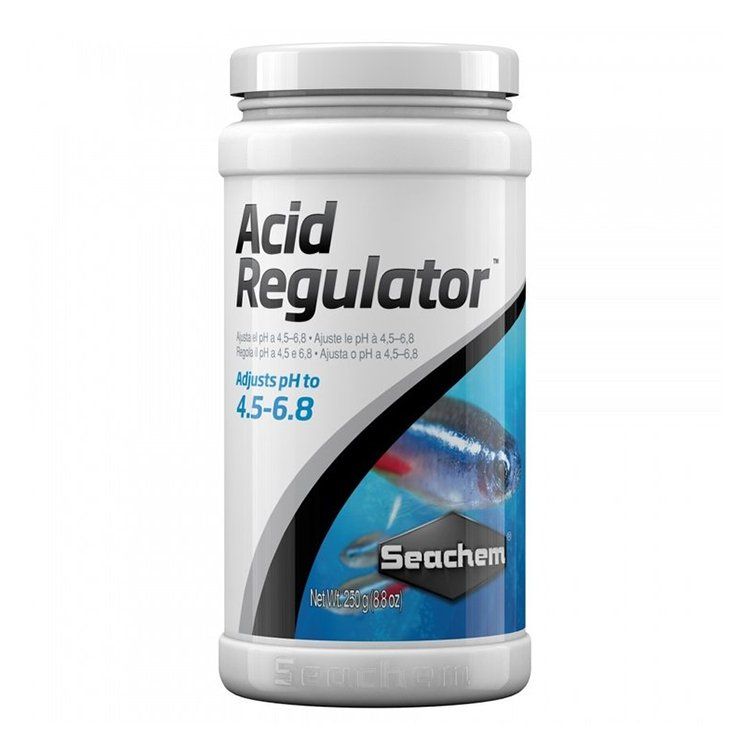 Acid
Regulator™
Ajusta el pH a 4,5–6,8 • Ajuste le pH à 4,5–6,8
Regola il pH a 4,5 e 6,8 • Ajusta o pH a 4,5–6,8
Adjusts pH to
4.5-6.8
Seachem®
Net Wt. 250 g (8.8 oz)
Seachem